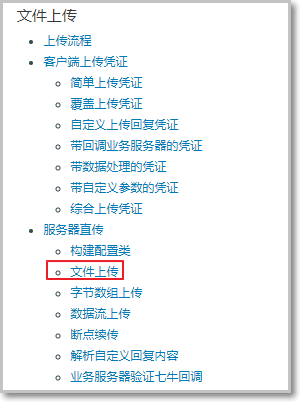 文件上传
上传流程
客户端上传凭证
简单上传凭证
覆盖上传凭证
自定义上传回复凭证
带回调业务服务器的凭证
带数据处理的凭证
带自定义参数的凭证
综合上传凭证
服务器直传
构建配置类
文件上传
字节数组上传
数据流上传
断点续传
解析自定义回复内容
业务服务器验证七牛回调